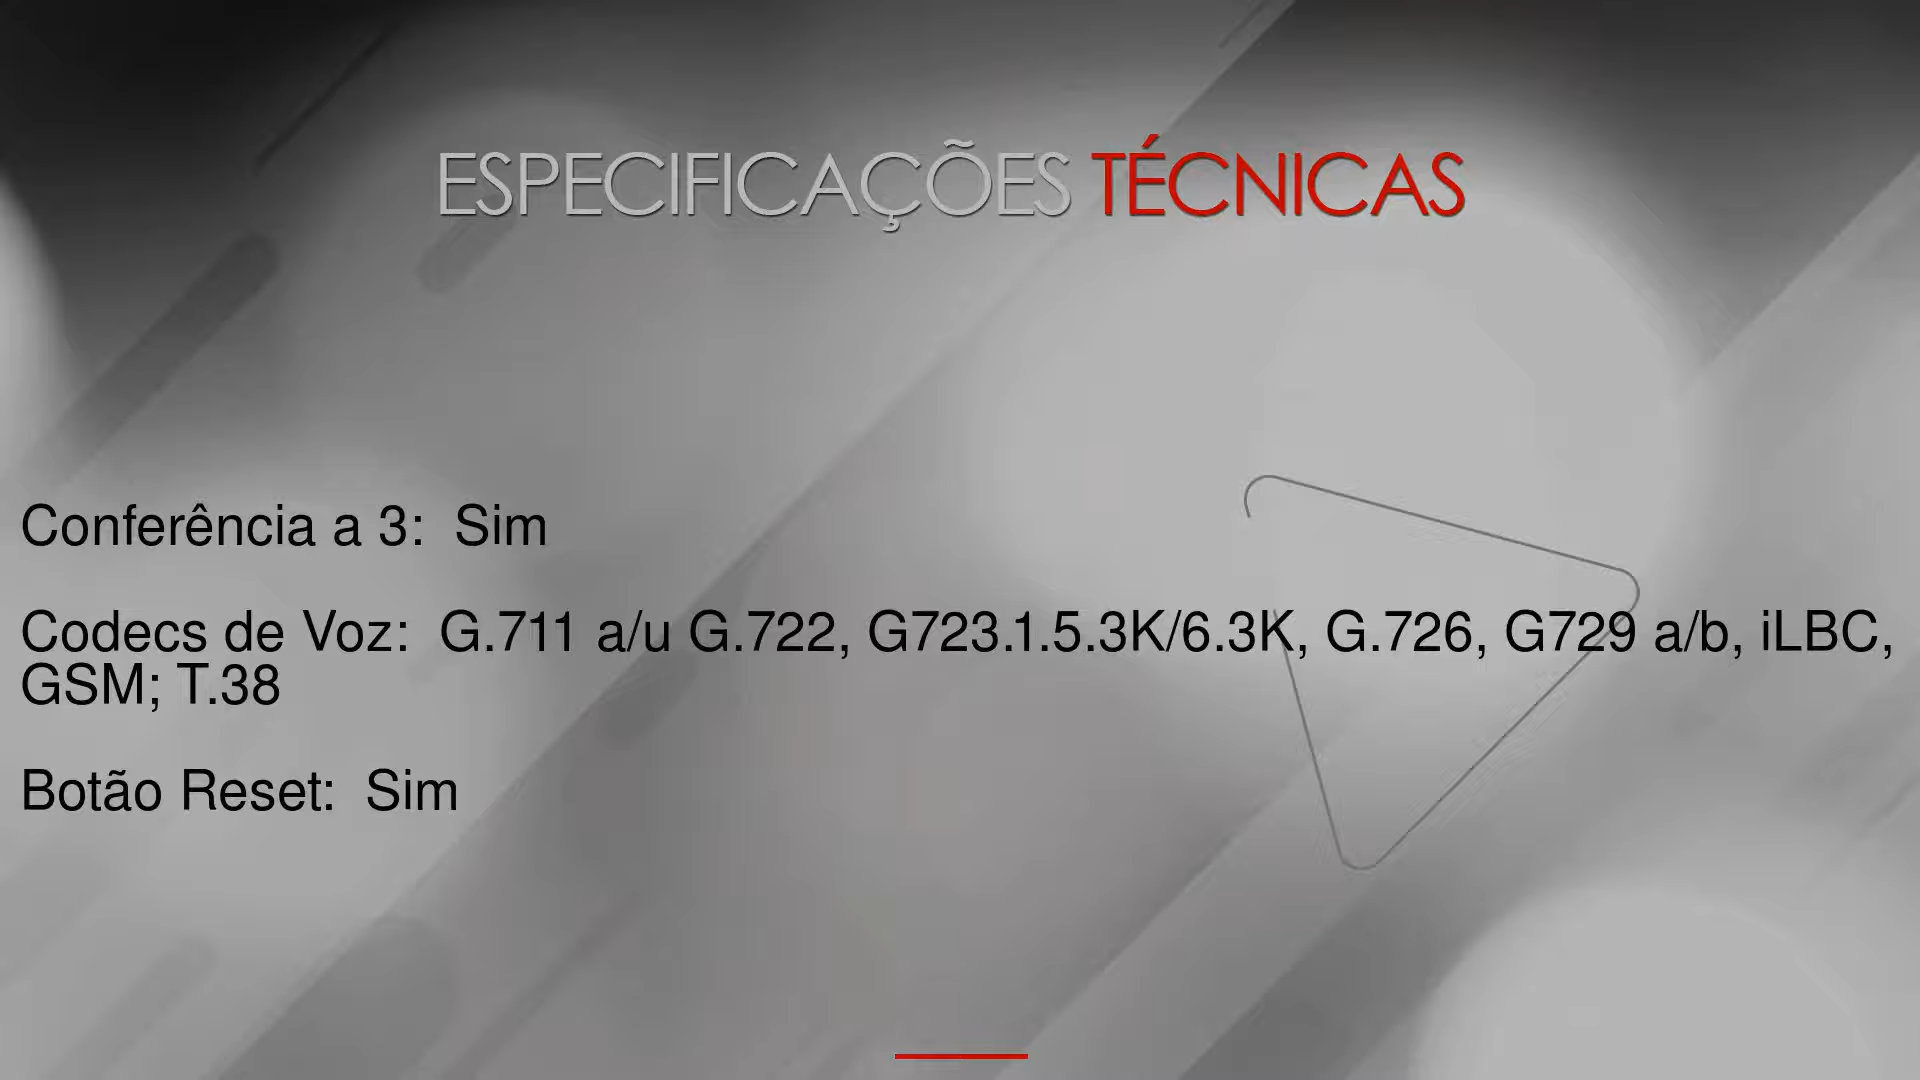 ESPECIFICAÇÕES TÉCNICAS
Conferência a 3: Sim
Codecs de Voz: G.711 a/u G.722, G723.1.5.3K/6.3K, G.726, G729 a/b, iLBC,
GSM; T.38
Botão Reset: Sim